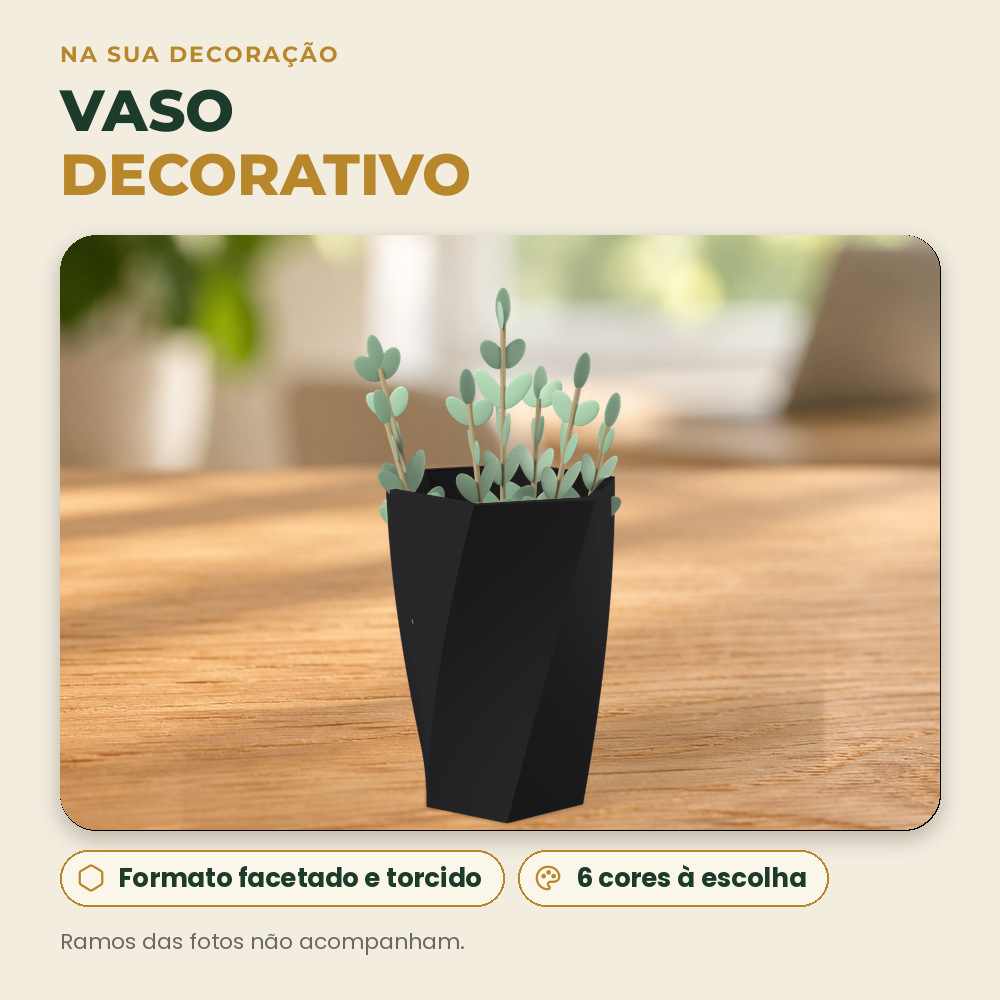 NA SUA DECORAÇÃO
VASO
DECORATIVO
Formato facetado e torcido
6 cores à escolha
Ramos das fotos não acompanham.